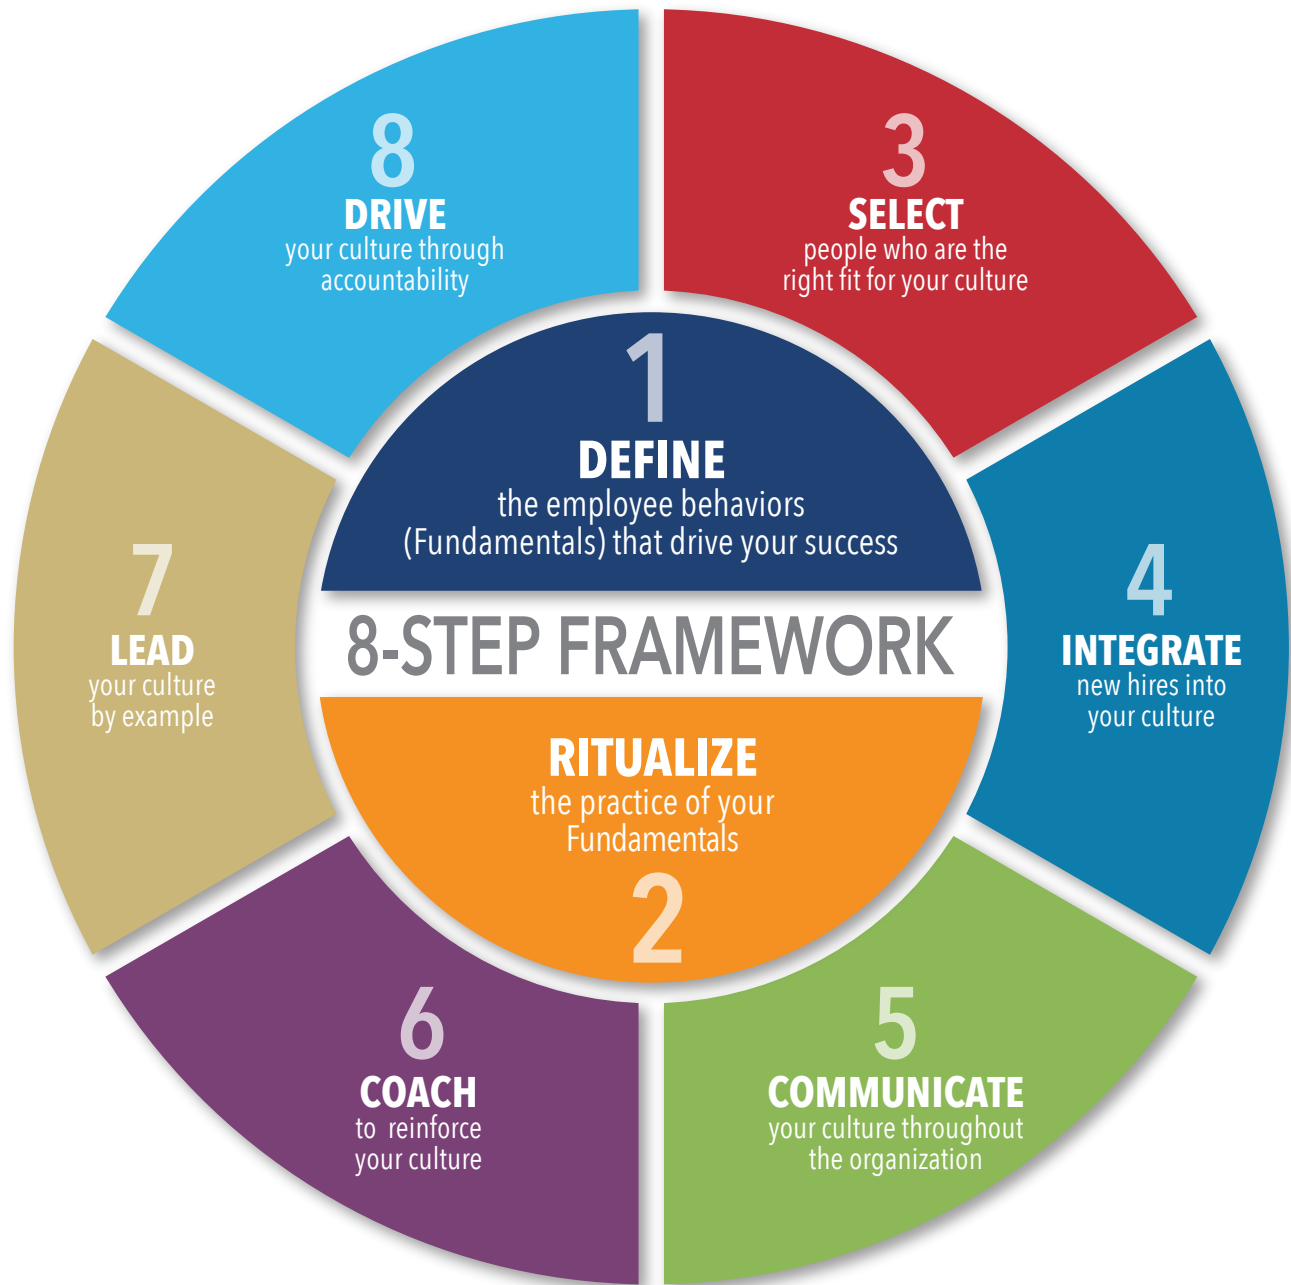 8
DRIVE
your culture through
accountability
3
SELECT
people who are the
right fit for your culture
1
DEFINE
the employee behaviors
(Fundamentals) that drive your success
8-STEP FRAMEWORK
7
LEAD
your culture
by example
4
INTEGRATE
new hires into
your culture
RITUALIZE
the practice of your
Fundamentals
2
6
COACH
to reinforce
your culture
5
COMMUNICATE
your culture throughout
the organization